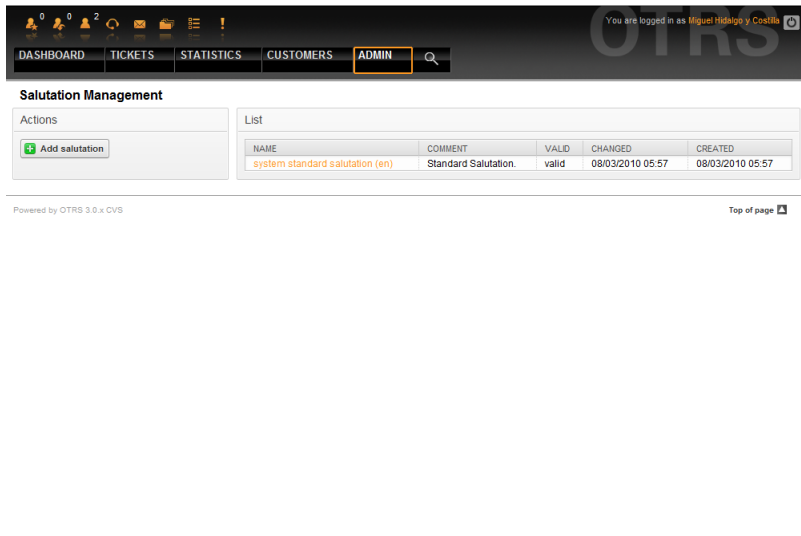 0 0 2
You are logged in as Miguel Hidalgo y Costilla
OTRS
DASHBOARD TICKETS STATISTICS CUSTOMERS ADMIN
Salutation Management
Actions
Add salutation
List
NAME COMMENT VALID CHANGED CREATED
system standard salutation (en) Standard Salutation. valid 08/03/2010 05:57 08/03/2010 05:57
Powered by OTRS 3.0.x CVS
Top of page